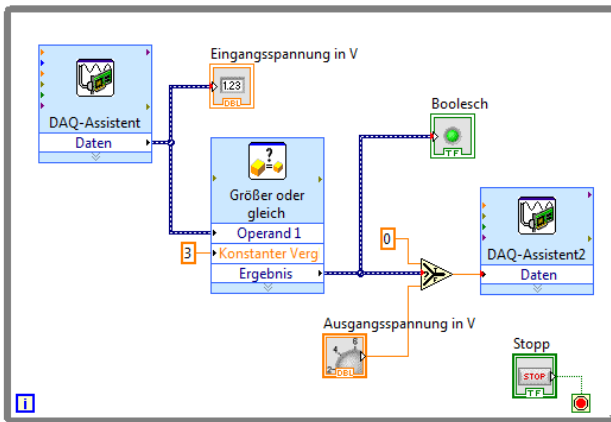 Eingangsspannung in V
1.23
DBL
DAQ-Assistent
Daten
Boolesch
TF
?
Größer oder
gleich
Operand 1
3
Konstanter Verg
Ergebnis
0
?
DAQ-Assistent2
Daten
Ausgangsspannung in V
2
4
6
DBL
Stopp
STOP
TF
i